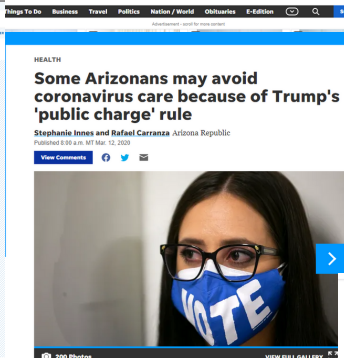 Things To Do Business Travel Politics Nation / World Obituaries E-Edition
Advertisement - scroll for more content
HEALTH
Some Arizonans may avoid
coronavirus care because of Trump's
'public charge' rule
Stephanie Innes and Rafael Carranza Arizona Republic
Published 8:00 a.m. MT Mar. 12, 2020
View Comments
VOTE
200 Photos VIEW FULL GALLERY